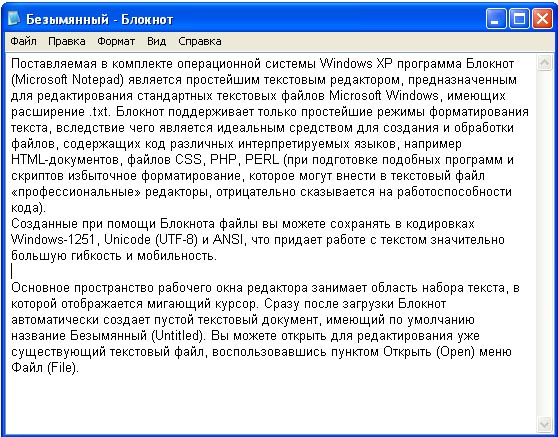 Безымянный - Блокнот
Файл Правка Формат Вид Справка
Поставляемая в комплекте операционной системы Windows XP программа Блокнот
(Microsoft Notepad) является простейшим текстовым редактором, предназначенным
для редактирования стандартных текстовых файлов Microsoft Windows, имеющих
расширение .txt. Блокнот поддерживает только простейшие режимы форматирования
текста, вследствие чего является идеальным средством для создания и обработки
файлов, содержащих код различных интерпретируемых языков, например
HTML-документов, файлов CSS, PHP, PERL (при подготовке подобных программ и
скриптов избыточное форматирование, которое могут внести в текстовый файл
«профессиональные» редакторы, отрицательно сказывается на работоспособности
кода).
Созданные при помощи Блокнота файлы вы можете сохранять в кодировках
Windows-1251, Unicode (UTF-8) и ANSI, что придает работе с текстом значительно
большую гибкость и мобильность.
Основное пространство рабочего окна редактора занимает область набора текста, в
которой отображается мигающий курсор. Сразу после загрузки Блокнот
автоматически создает пустой текстовый документ, имеющий по умолчанию
название Безымянный (Untitled). Вы можете открыть для редактирования уже
существующий текстовый файл, воспользовавшись пунктом Открыть (Open) меню
Файл (File).